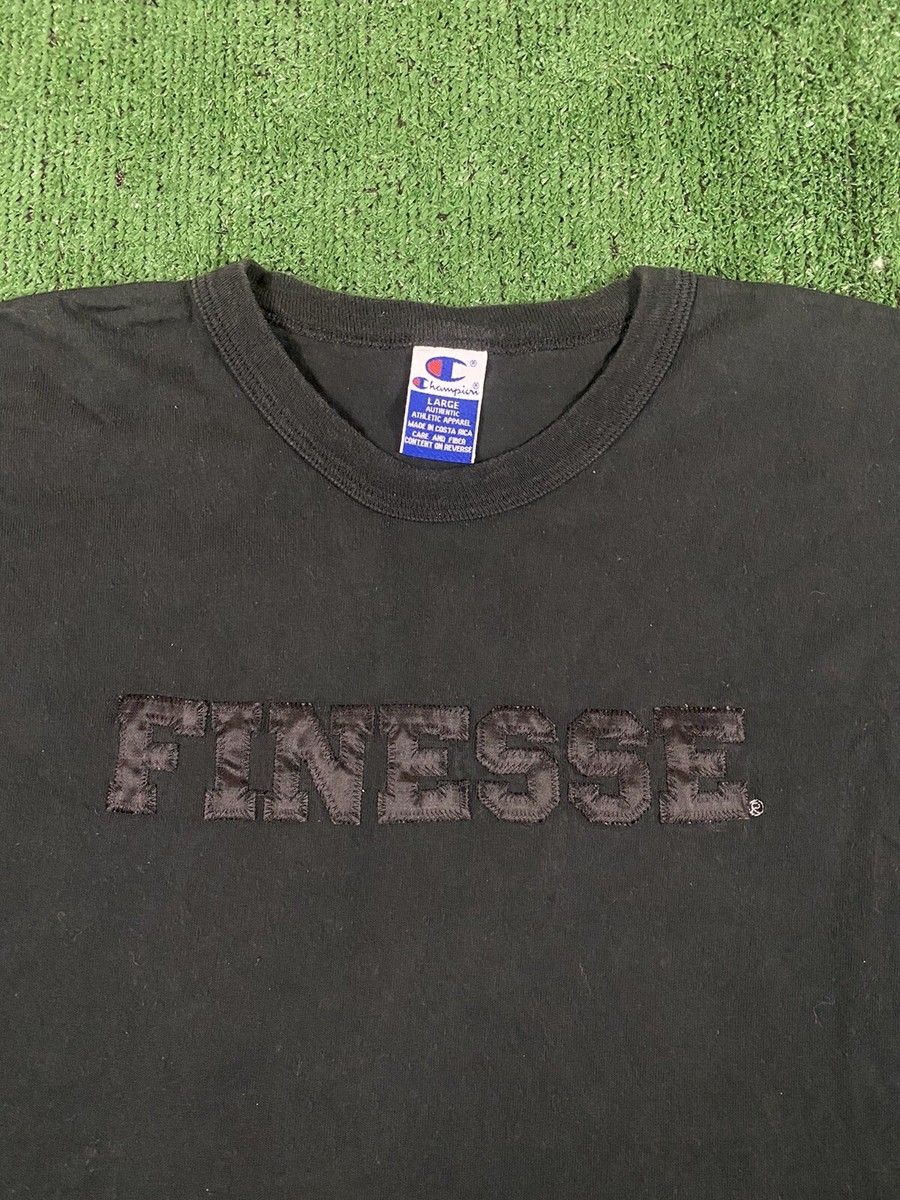 C®
Champion®
LARGE
AUTHENTIC
ATHLETIC APPAREL
MADE IN COSTA RICA
CARE AND FIBER
CONTENT ON REVERSE
FINESSE®